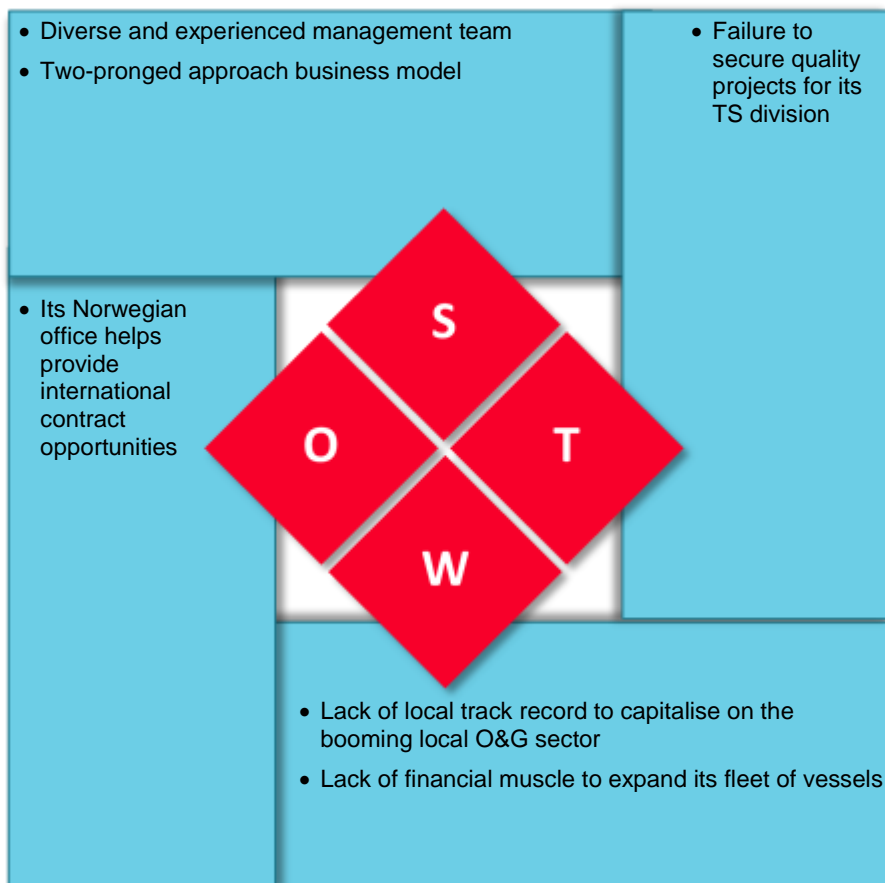 • Diverse and experienced management team
• Two-pronged approach business model
• Failure to
secure quality
projects for its
TS division
• Its Norwegian
office helps
provide
international
contract
opportunities
S
O
T
W
• Lack of local track record to capitalise on the
booming local O&G sector
• Lack of financial muscle to expand its fleet of vessels